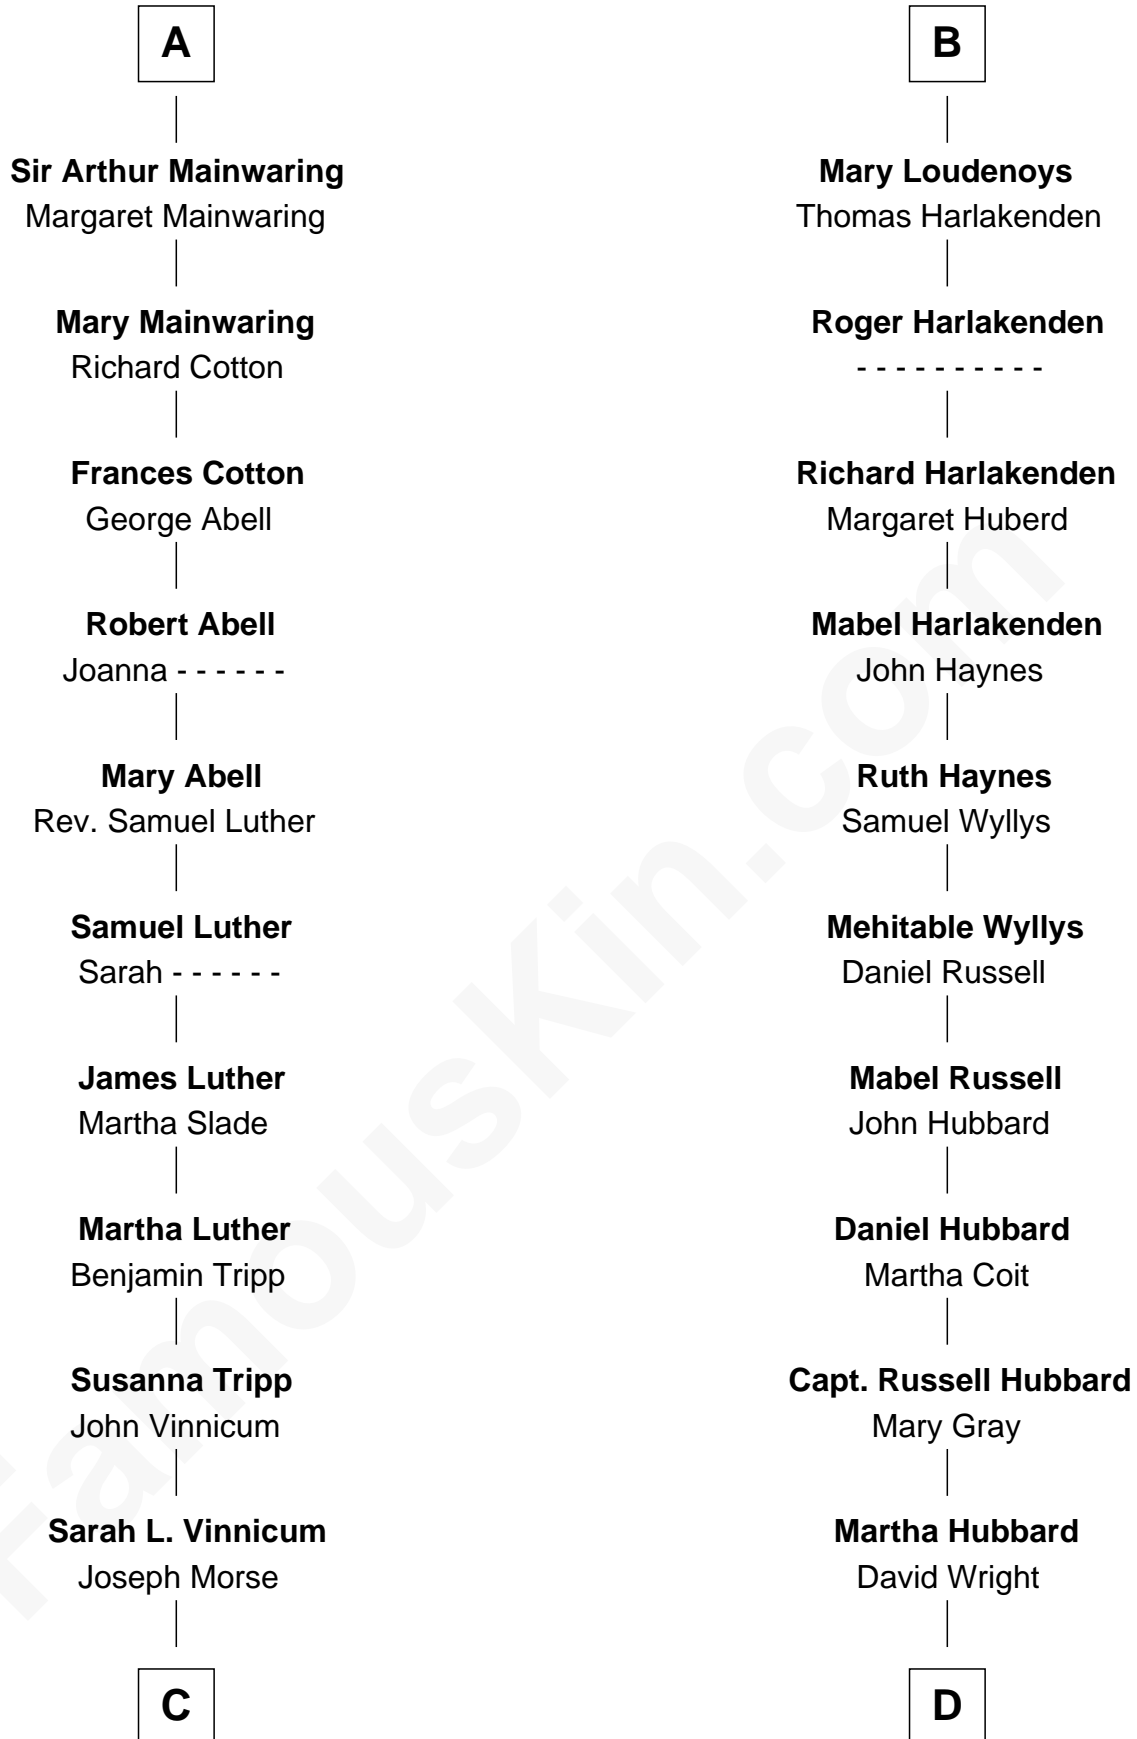 A
Sir Arthur Mainwaring
Margaret Mainwaring
Mary Mainwaring
Richard Cotton
Frances Cotton
George Abell
Robert Abell
Joanna - - - - - -
Mary Abell
Rev. Samuel Luther
Samuel Luther
Sarah - - - - - -
James Luther
Martha Slade
Martha Luther
Benjamin Tripp
Susanna Tripp
John Vinnicum
Sarah L. Vinnicum
Joseph Morse
C
B
Mary Loudenoys
Thomas Harlakenden
Roger Harlakenden
- - - - - - - - - -
Richard Harlakenden
Margaret Huberd
Mabel Harlakenden
John Haynes
Ruth Haynes
Samuel Wyllys
Mehitable Wyllys
Daniel Russell
Mabel Russell
John Hubbard
Daniel Hubbard
Martha Coit
Capt. Russell Hubbard
Mary Gray
Martha Hubbard
David Wright
D
FamousKin.com